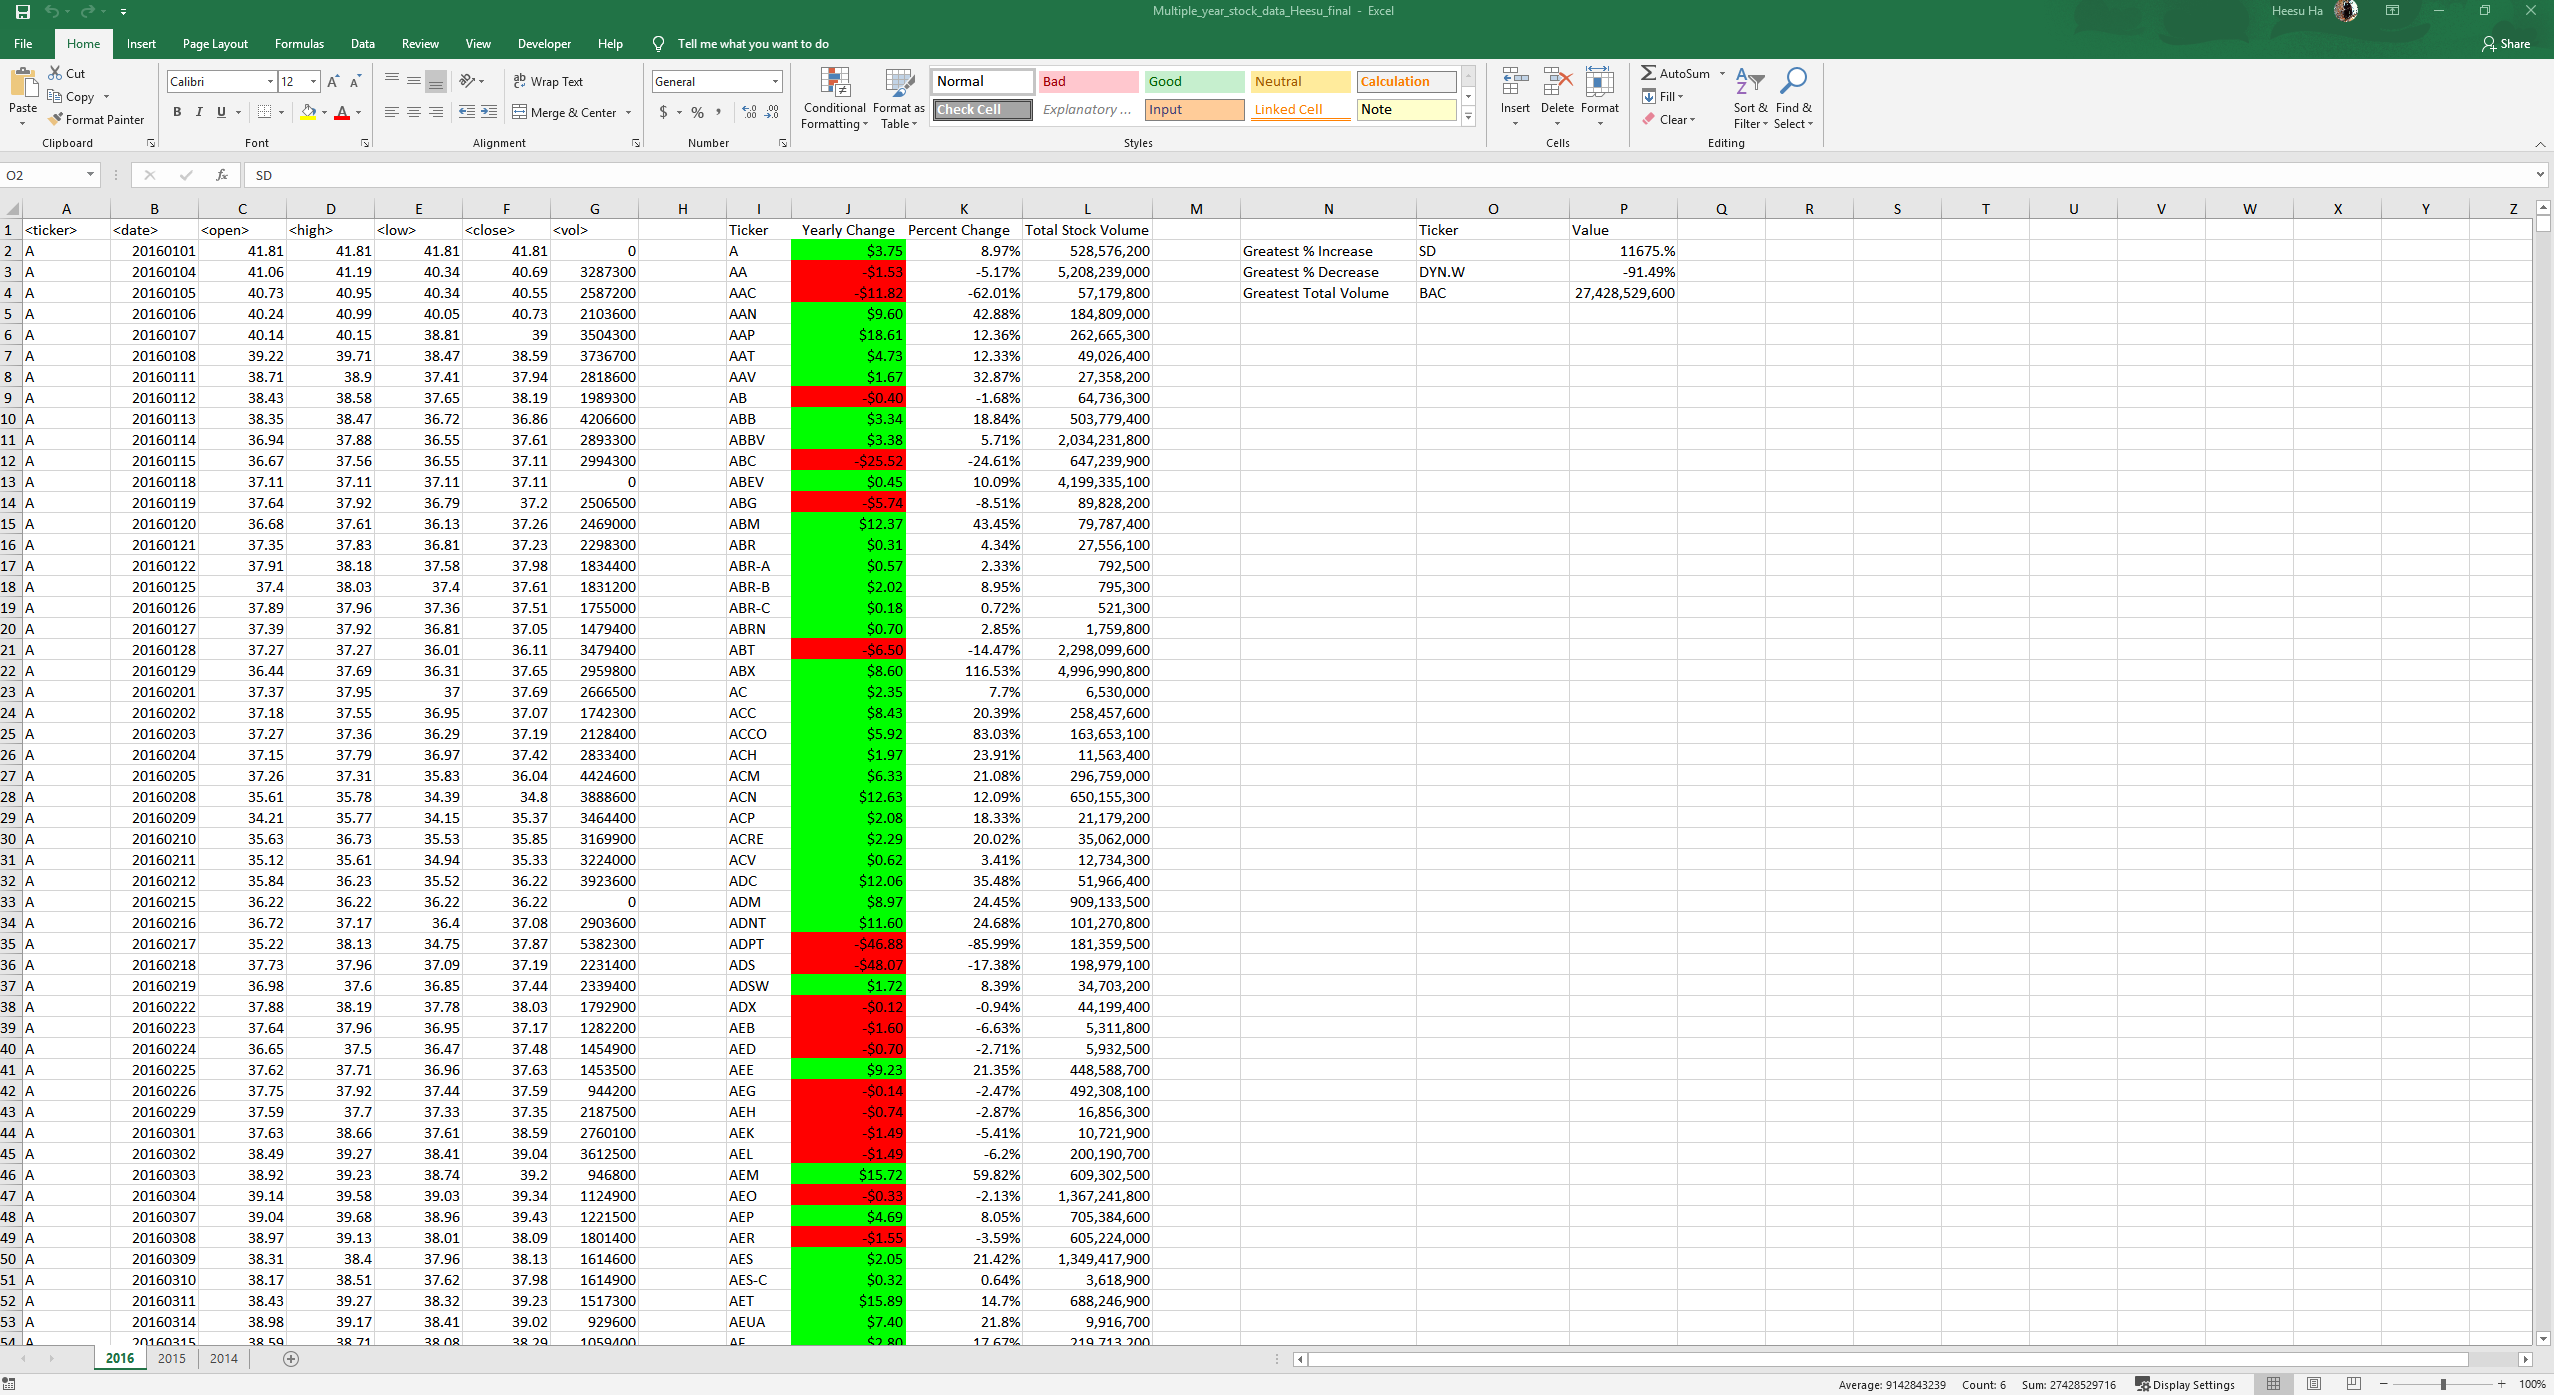 Multiple_year_stock_data_Heesu_final - Excel
Heesu Ha
File Home Insert Page Layout Formulas Data Review View Developer Help Tell me what you want to do Share
Paste Cut Copy Format Painter Clipboard
Calibri 12 A A B I U A Font
ab Wrap Text Merge & Center Alignment
General $ % , .00 Number
Conditional Formatting Format as Table
Normal Bad Good Neutral Calculation
Check Cell Explanatory ... Input Linked Cell Note
Styles
Insert Delete Format Cells
AutoSum Fill Clear Sort & Filter Find & Select Editing
O2 fx SD
A B C D E F G H I J K L M N O P Q R S T U V W X Y Z
1 <ticker> <date> <open> <high> <low> <close> <vol> Ticker Yearly Change Percent Change Total Stock Volume Ticker Value
2 A 20160101 41.81 41.81 41.81 41.81 0 A $3.75 8.97% 528,576,200 Greatest % Increase SD 11675.%
3 A 20160104 41.06 41.19 40.34 40.69 3287300 AA -$1.53 -5.17% 5,208,239,000 Greatest % Decrease DYN.W -91.49%
4 A 20160105 40.73 40.95 40.34 40.55 2587200 AAC -$11.82 -62.01% 57,179,800 Greatest Total Volume BAC 27,428,529,600
5 A 20160106 40.24 40.99 40.05 40.73 2103600 AAN $9.60 42.88% 184,809,000
6 A 20160107 40.14 40.15 38.81 39 3504300 AAP $18.61 12.36% 262,665,300
7 A 20160108 39.22 39.71 38.47 38.59 3736700 AAT $4.73 12.33% 49,026,400
8 A 20160111 38.71 38.9 37.41 37.94 2818600 AAV $1.67 32.87% 27,358,200
9 A 20160112 38.43 38.58 37.65 38.19 1989300 AB -$0.40 -1.68% 64,736,300
10 A 20160113 38.35 38.47 36.72 36.86 4206600 ABB $3.34 18.84% 503,779,400
11 A 20160114 36.94 37.88 36.55 37.61 2893300 ABBV $3.38 5.71% 2,034,231,800
12 A 20160115 36.67 37.56 36.55 37.11 2994300 ABC -$25.52 -24.61% 647,239,900
13 A 20160118 37.11 37.11 37.11 37.11 0 ABEV $0.45 10.09% 4,199,335,100
14 A 20160119 37.64 37.92 36.79 37.2 2506500 ABG -$5.74 -8.51% 89,828,200
15 A 20160120 36.68 37.61 36.13 37.26 2469000 ABM $12.37 43.45% 79,787,400
16 A 20160121 37.35 37.83 36.81 37.23 2298300 ABR $0.31 4.34% 27,556,100
17 A 20160122 37.91 38.18 37.58 37.98 1834400 ABR-A $0.57 2.33% 792,500
18 A 20160125 37.4 38.03 37.4 37.61 1831200 ABR-B $2.02 8.95% 795,300
19 A 20160126 37.89 37.96 37.36 37.51 1755000 ABR-C $0.18 0.72% 521,300
20 A 20160127 37.39 37.92 36.81 37.05 1479400 ABRN $0.70 2.85% 1,759,800
21 A 20160128 37.27 37.27 36.01 36.11 3479400 ABT -$6.50 -14.47% 2,298,099,600
22 A 20160129 36.44 37.69 36.31 37.65 2959800 ABX $8.60 116.53% 4,996,990,800
23 A 20160201 37.37 37.95 37 37.69 2666500 AC $2.35 7.7% 6,530,000
24 A 20160202 37.18 37.55 36.95 37.07 1742300 ACC $8.43 20.39% 258,457,600
25 A 20160203 37.27 37.36 36.29 37.19 2128400 ACCO $5.92 83.03% 163,653,100
26 A 20160204 37.15 37.79 36.97 37.42 2833400 ACH $1.97 23.91% 11,563,400
27 A 20160205 37.26 37.31 35.83 36.04 4424600 ACM $6.33 21.08% 296,759,000
28 A 20160208 35.61 35.78 34.39 34.8 3888600 ACN $12.63 12.09% 650,155,300
29 A 20160209 34.21 35.77 34.15 35.37 3464400 ACP $2.08 18.33% 21,179,200
30 A 20160210 35.63 36.73 35.53 35.85 3169900 ACRE $2.29 20.02% 35,062,000
31 A 20160211 35.12 35.61 34.94 35.33 3224000 ACV $0.62 3.41% 12,734,300
32 A 20160212 35.84 36.23 35.52 36.22 3923600 ADC $12.06 35.48% 51,966,400
33 A 20160215 36.22 36.22 36.22 36.22 0 ADM $8.97 24.45% 909,133,500
34 A 20160216 36.72 37.17 36.4 37.08 2903600 ADNT $11.60 24.68% 101,270,800
35 A 20160217 35.22 38.13 34.75 37.87 5382300 ADPT -$46.88 -85.99% 181,359,500
36 A 20160218 37.73 37.96 37.09 37.19 2231400 ADS -$48.07 -17.38% 198,979,100
37 A 20160219 36.98 37.6 36.85 37.44 2339400 ADSW $1.72 8.39% 34,703,200
38 A 20160222 37.88 38.19 37.78 38.03 1792900 ADX -$0.12 -0.94% 44,199,400
39 A 20160223 37.64 37.96 36.95 37.17 1282200 AEB -$1.60 -6.63% 5,311,800
40 A 20160224 36.65 37.5 36.47 37.48 1454900 AED -$0.70 -2.71% 5,932,500
41 A 20160225 37.62 37.71 36.96 37.63 1453500 AEE $9.23 21.35% 448,588,700
42 A 20160226 37.75 37.92 37.44 37.59 944200 AEG -$0.14 -2.47% 492,308,100
43 A 20160229 37.59 37.7 37.33 37.35 2187500 AEH -$0.74 -2.87% 16,856,300
44 A 20160301 37.63 38.66 37.61 38.59 2760100 AEK -$1.49 -5.41% 10,721,900
45 A 20160302 38.49 39.27 38.41 39.04 3612500 AEL -$1.49 -6.2% 200,190,700
46 A 20160303 38.92 39.23 38.74 39.2 946800 AEM $15.72 59.82% 609,302,500
47 A 20160304 39.14 39.58 39.03 39.34 1124900 AEO -$0.33 -2.13% 1,367,241,800
48 A 20160307 39.04 39.68 38.96 39.43 1221500 AEP $4.69 8.05% 705,384,600
49 A 20160308 38.97 39.13 38.01 38.09 1801400 AER -$1.55 -3.59% 605,224,000
50 A 20160309 38.31 38.4 37.96 38.13 1614600 AES $2.05 21.42% 1,349,417,900
51 A 20160310 38.17 38.51 37.62 37.98 1614900 AES-C $0.32 0.64% 3,618,900
52 A 20160311 38.43 39.27 38.32 39.23 1517300 AET $15.89 14.7% 688,246,900
53 A 20160314 38.98 39.17 38.41 39.02 929600 AEUA $7.40 21.8% 9,916,700
54 A 20160315 38.59 38.71 38.08 38.29 1059400 AF $2.80 17.67% 219,713,200
2016 2015 2014
Average: 9142843239 Count: 6 Sum: 27428529716 Display Settings 100%